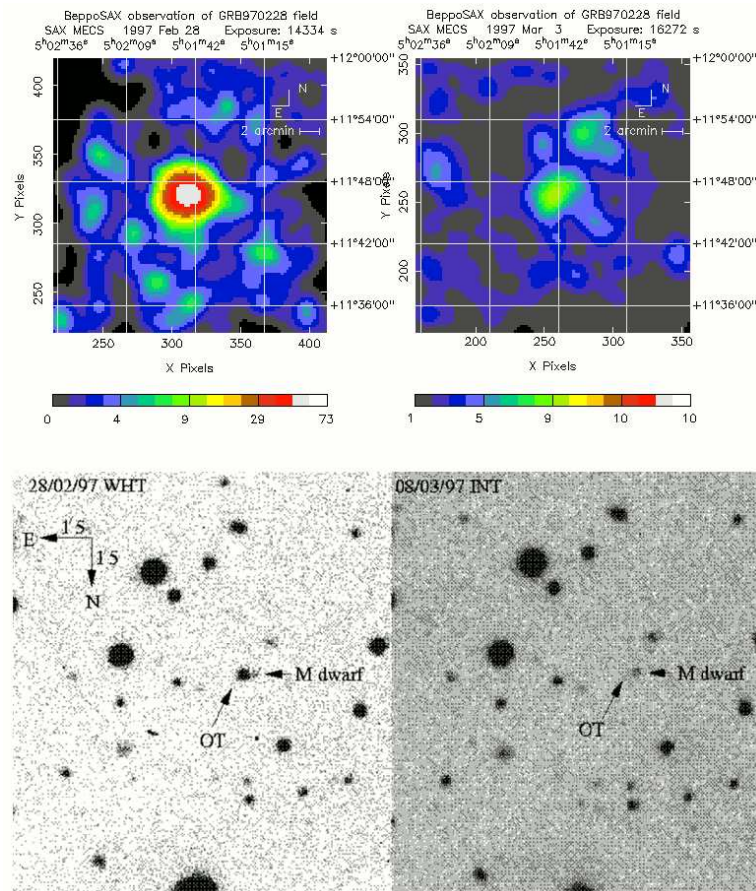 BeppoSAX observation of GRB970228 field
SAX MECS 1997 Feb 28 Exposure: 14334 s
5ʰ02ᵐ36ˢ 5ʰ02ᵐ09ˢ 5ʰ01ᵐ42ˢ 5ʰ01ᵐ15ˢ
+12°00'00"
400
N
E
+11°54'00"
2 arcmin
350
+11°48'00"
Y Pixels
300
+11°42'00"
250
+11°36'00"
250 300 350 400
X Pixels
0 4 9 29 73
BeppoSAX observation of GRB970228 field
SAX MECS 1997 Mar 3 Exposure: 16272 s
5ʰ02ᵐ36ˢ 5ʰ02ᵐ09ˢ 5ʰ01ᵐ42ˢ 5ʰ01ᵐ15ˢ
350
+12°00'00"
N
E
300
+11°54'00"
2 arcmin
+11°48'00"
Y Pixels
250
+11°42'00"
200
+11°36'00"
200 250 300 350
X Pixels
1 5 9 10 10
28/02/97 WHT
E 15
15
N
M dwarf
OT
08/03/97 INT
M dwarf
OT